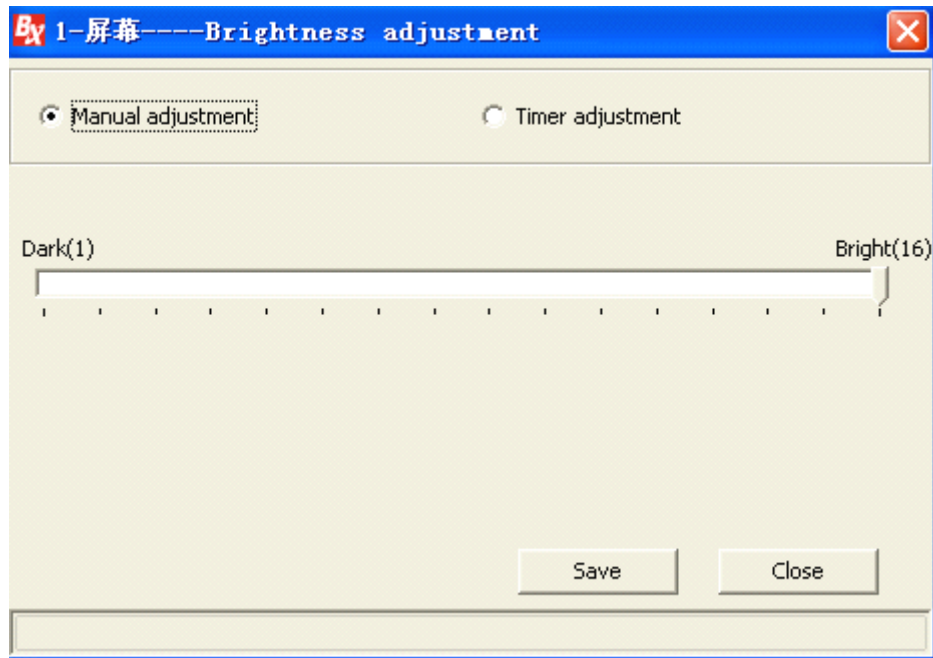 BX 1-屏幕----Brightness adjustment
Manual adjustment Timer adjustment
Dark(1) Bright(16)
Save Close